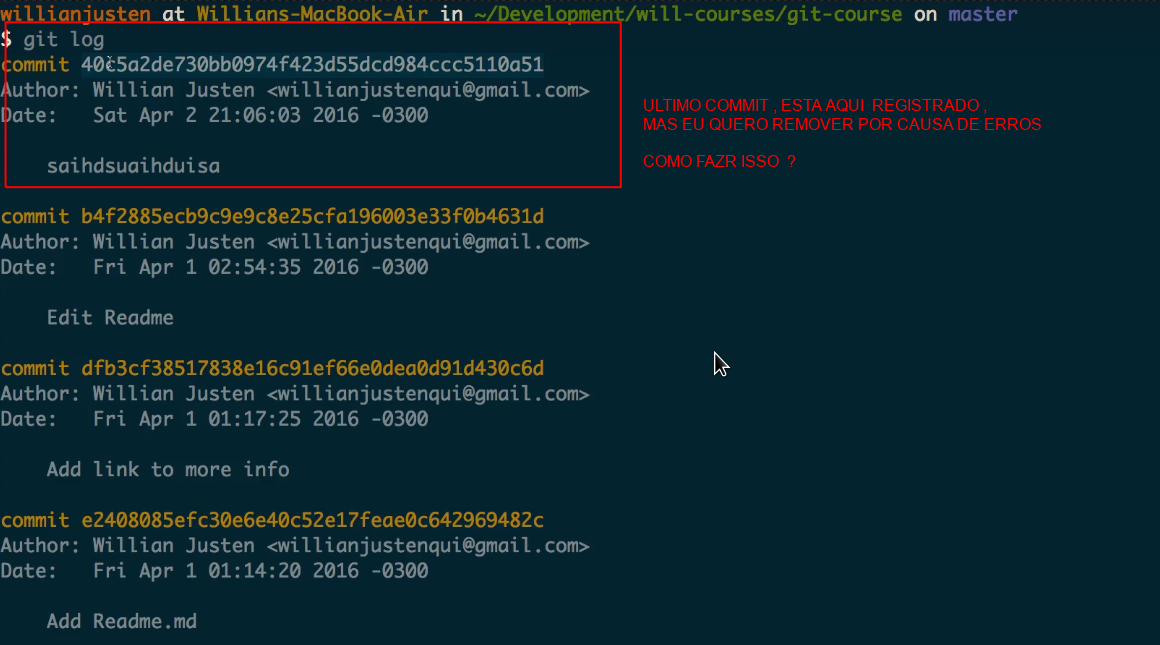 willianjusten at Willians-MacBook-Air in ~/Development/will-courses/git-course on master
$ git log
commit 40c5a2de730bb0974f423d55dcd984ccc5110a51
Author: Willian Justen <willianjustenqui@gmail.com>
Date:   Sat Apr 2 21:06:03 2016 -0300
saihdsuaihduisa
ULTIMO COMMIT , ESTA AQUI  REGISTRADO ,
MAS EU QUERO REMOVER POR CAUSA DE ERROS
COMO FAZR ISSO  ?
commit b4f2885ecb9c9e9c8e25cfa196003e33f0b4631d
Author: Willian Justen <willianjustenqui@gmail.com>
Date:   Fri Apr 1 02:54:35 2016 -0300
Edit Readme
commit dfb3cf38517838e16c91ef66e0dea0d91d430c6d
Author: Willian Justen <willianjustenqui@gmail.com>
Date:   Fri Apr 1 01:17:25 2016 -0300
Add link to more info
commit e2408085efc30e6e40c52e17feae0c642969482c
Author: Willian Justen <willianjustenqui@gmail.com>
Date:   Fri Apr 1 01:14:20 2016 -0300
Add Readme.md